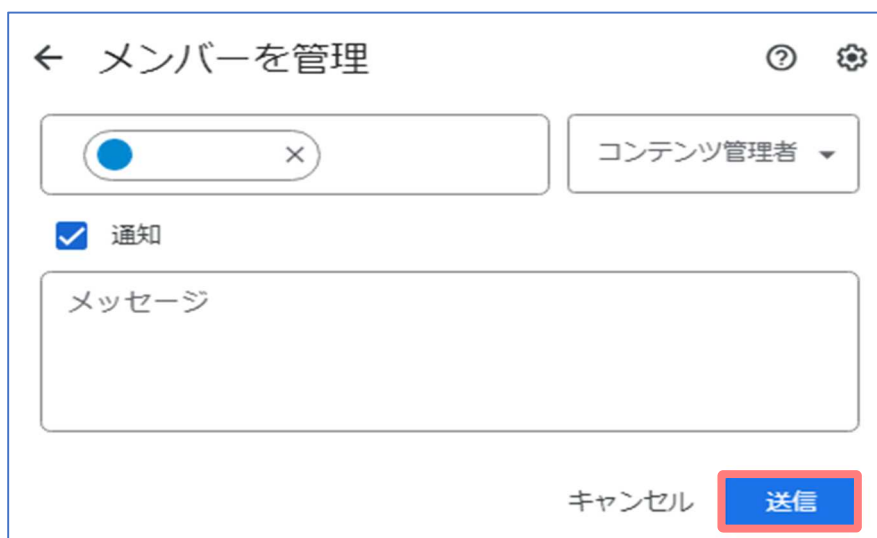 メンバーを管理
コンテンツ管理者
通知
メッセージ
キャンセル 送信